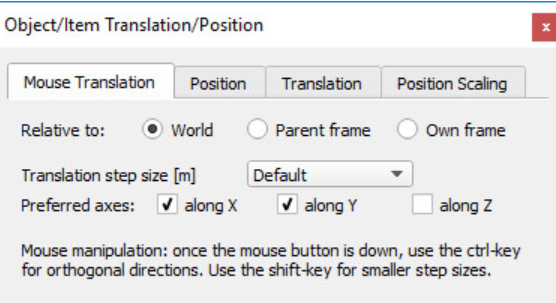 Object/Item Translation/Position
x
Mouse Translation Position Translation Position Scaling
Relative to: World Parent frame Own frame
Translation step size [m] Default
Preferred axes: along X along Y along Z
Mouse manipulation: once the mouse button is down, use the ctrl-key
for orthogonal directions. Use the shift-key for smaller step sizes.